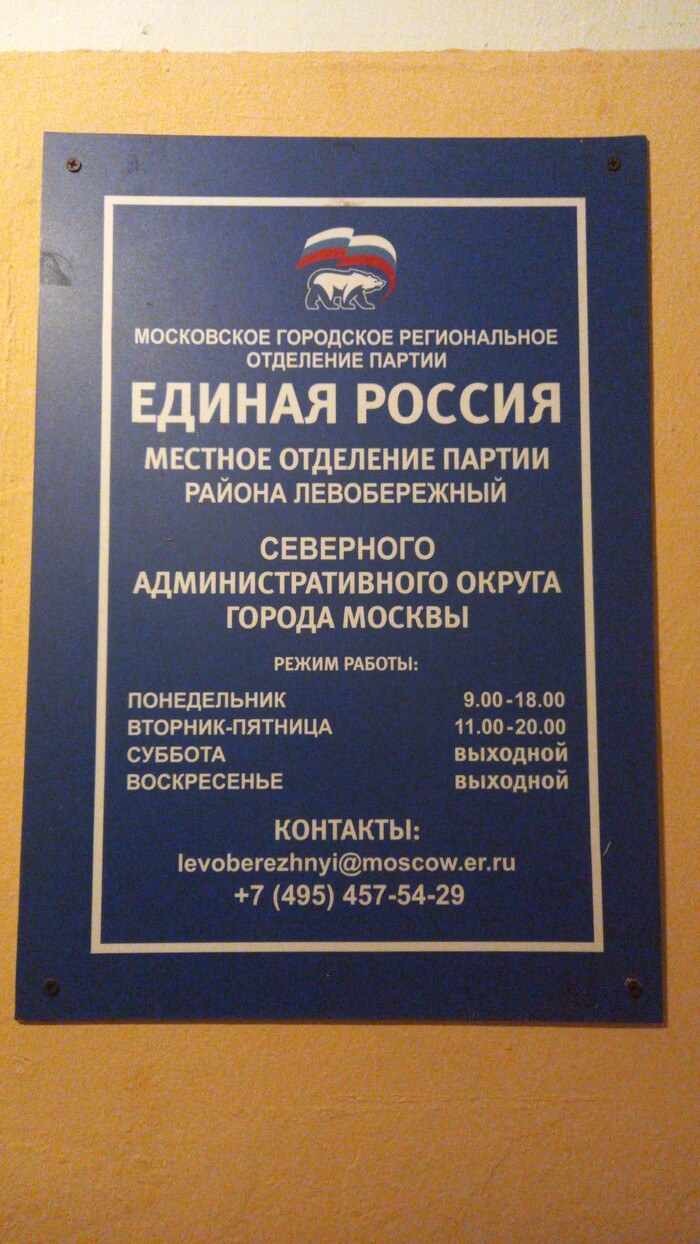 МОСКОВСКОЕ ГОРОДСКОЕ РЕГИОНАЛЬНОЕ
ОТДЕЛЕНИЕ ПАРТИИ
ЕДИНАЯ РОССИЯ
МЕСТНОЕ ОТДЕЛЕНИЕ ПАРТИИ
РАЙОНА ЛЕВОБЕРЕЖНЫЙ
СЕВЕРНОГО
АДМИНИСТРАТИВНОГО ОКРУГА
ГОРОДА МОСКВЫ
РЕЖИМ РАБОТЫ:
ПОНЕДЕЛЬНИК 9.00-18.00
ВТОРНИК-ПЯТНИЦА 11.00-20.00
СУББОТА выходной
ВОСКРЕСЕНЬЕ выходной
КОНТАКТЫ:
levoberezhnyi@moscow.er.ru
+7 (495) 457-54-29